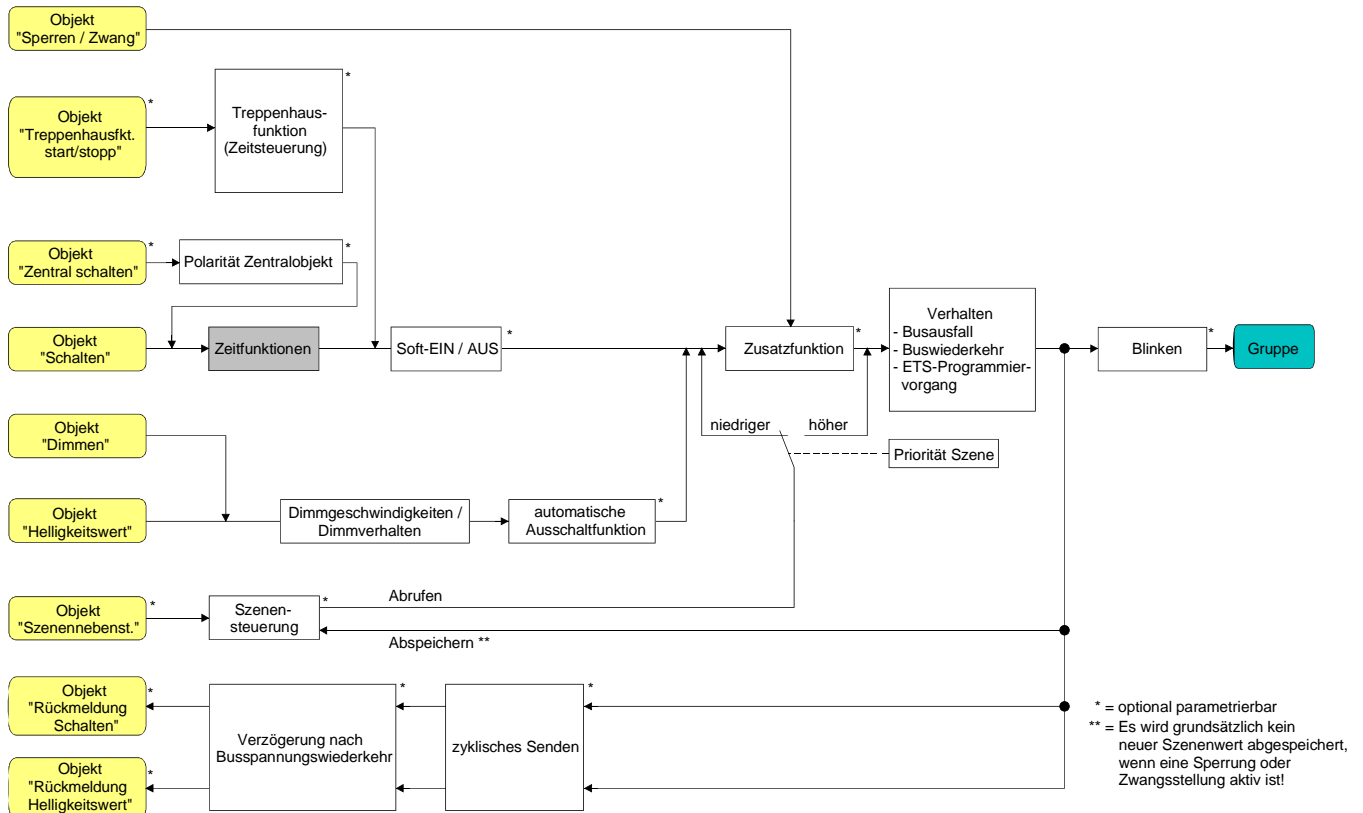 Objekt
"Sperren / Zwang"
*
Objekt
"Treppenhausfkt.
start/stopp"
*
Treppenhaus-
funktion
(Zeitsteuerung)
*
Objekt
"Zentral schalten"
*
Polarität Zentralobjekt
*
Objekt
"Schalten"
Zeitfunktionen
Soft-EIN / AUS
*
Zusatzfunktion
*
Verhalten
- Busausfall
- Buswiederkehr
- ETS-Programmier-
vorgang
Blinken
*
Gruppe
niedriger
höher
Priorität Szene
Objekt
"Dimmen"
Objekt
"Helligkeitswert"
Dimmgeschwindigkeiten /
Dimmverhalten
automatische
Ausschaltfunktion
*
Objekt
"Szenennebenst."
*
Szenen-
steuerung
*
Abrufen
Abspeichern **
Objekt
"Rückmeldung
Schalten"
*
Objekt
"Rückmeldung
Helligkeitswert"
*
Verzögerung nach
Busspannungswiederkehr
*
zyklisches Senden
*
* = optional parametrierbar
** = Es wird grundsätzlich kein
neuer Szenenwert abgespeichert,
wenn eine Sperrung oder
Zwangsstellung aktiv ist!